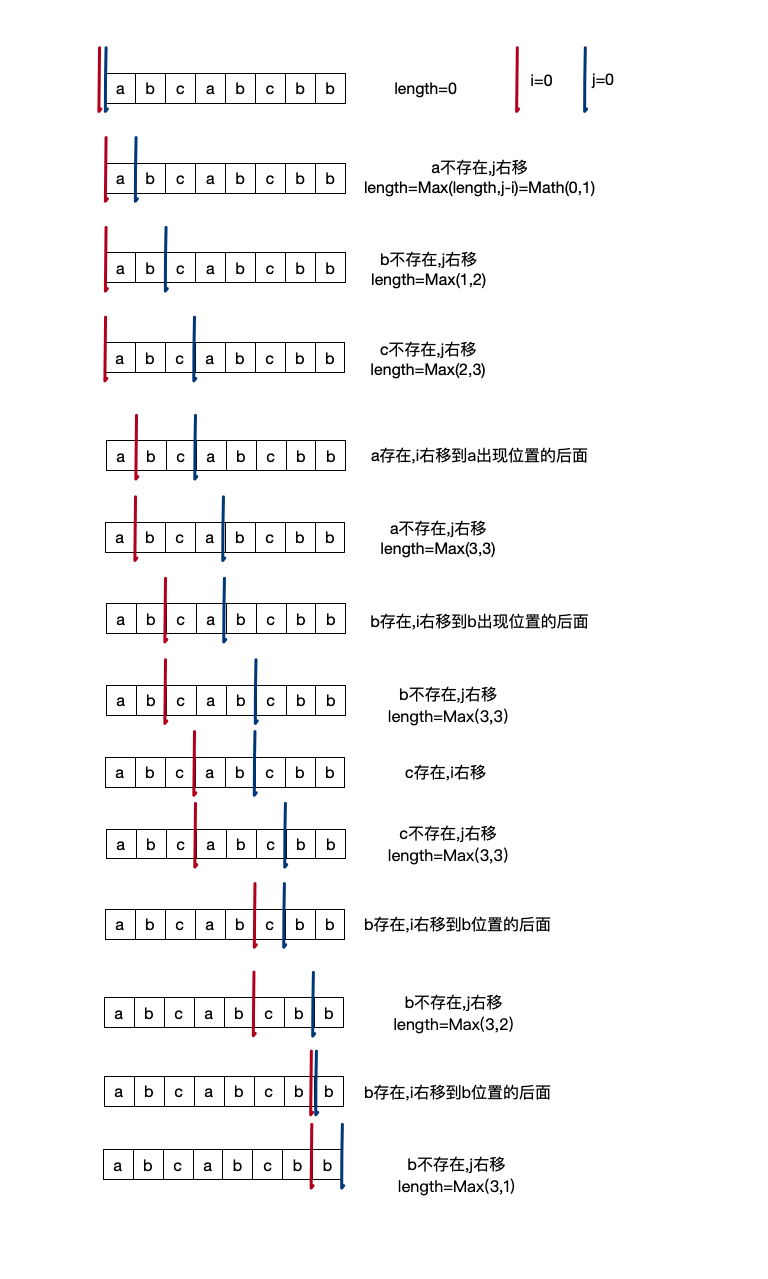 a b c a b c b b length=0 i=0 j=0
a b c a b c b b
a不存在,j右移
length=Max(length,j-i)=Math(0,1)
a b c a b c b b
b不存在,j右移
length=Max(1,2)
a b c a b c b b
c不存在,j右移
length=Max(2,3)
a b c a b c b b a存在,i右移到a出现位置的后面
a b c a b c b b
a不存在,j右移
length=Max(3,3)
a b c a b c b b b存在,i右移到b出现位置的后面
a b c a b c b b
b不存在,j右移
length=Max(3,3)
a b c a b c b b c存在,i右移
a b c a b c b b
c不存在,j右移
length=Max(3,3)
a b c a b c b b b存在,i右移到b位置的后面
a b c a b c b b
b不存在,j右移
length=Max(3,2)
a b c a b c b b b存在,i右移到b位置的后面
a b c a b c b b
b不存在,j右移
length=Max(3,1)